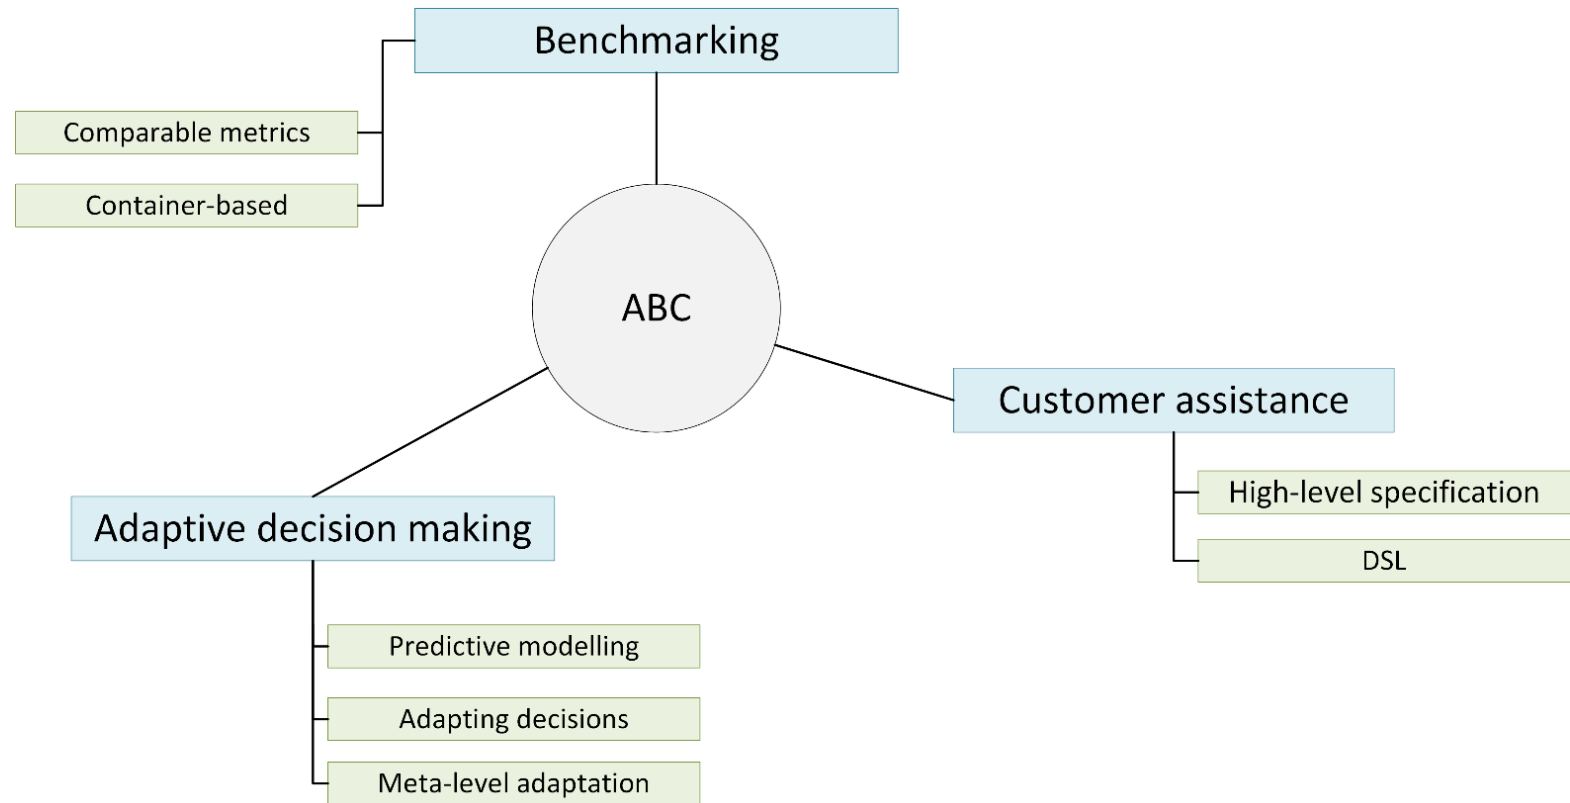 Benchmarking
Comparable metrics
Container-based
ABC
Customer assistance
High-level specification
DSL
Adaptive decision making
Predictive modelling
Adapting decisions
Meta-level adaptation